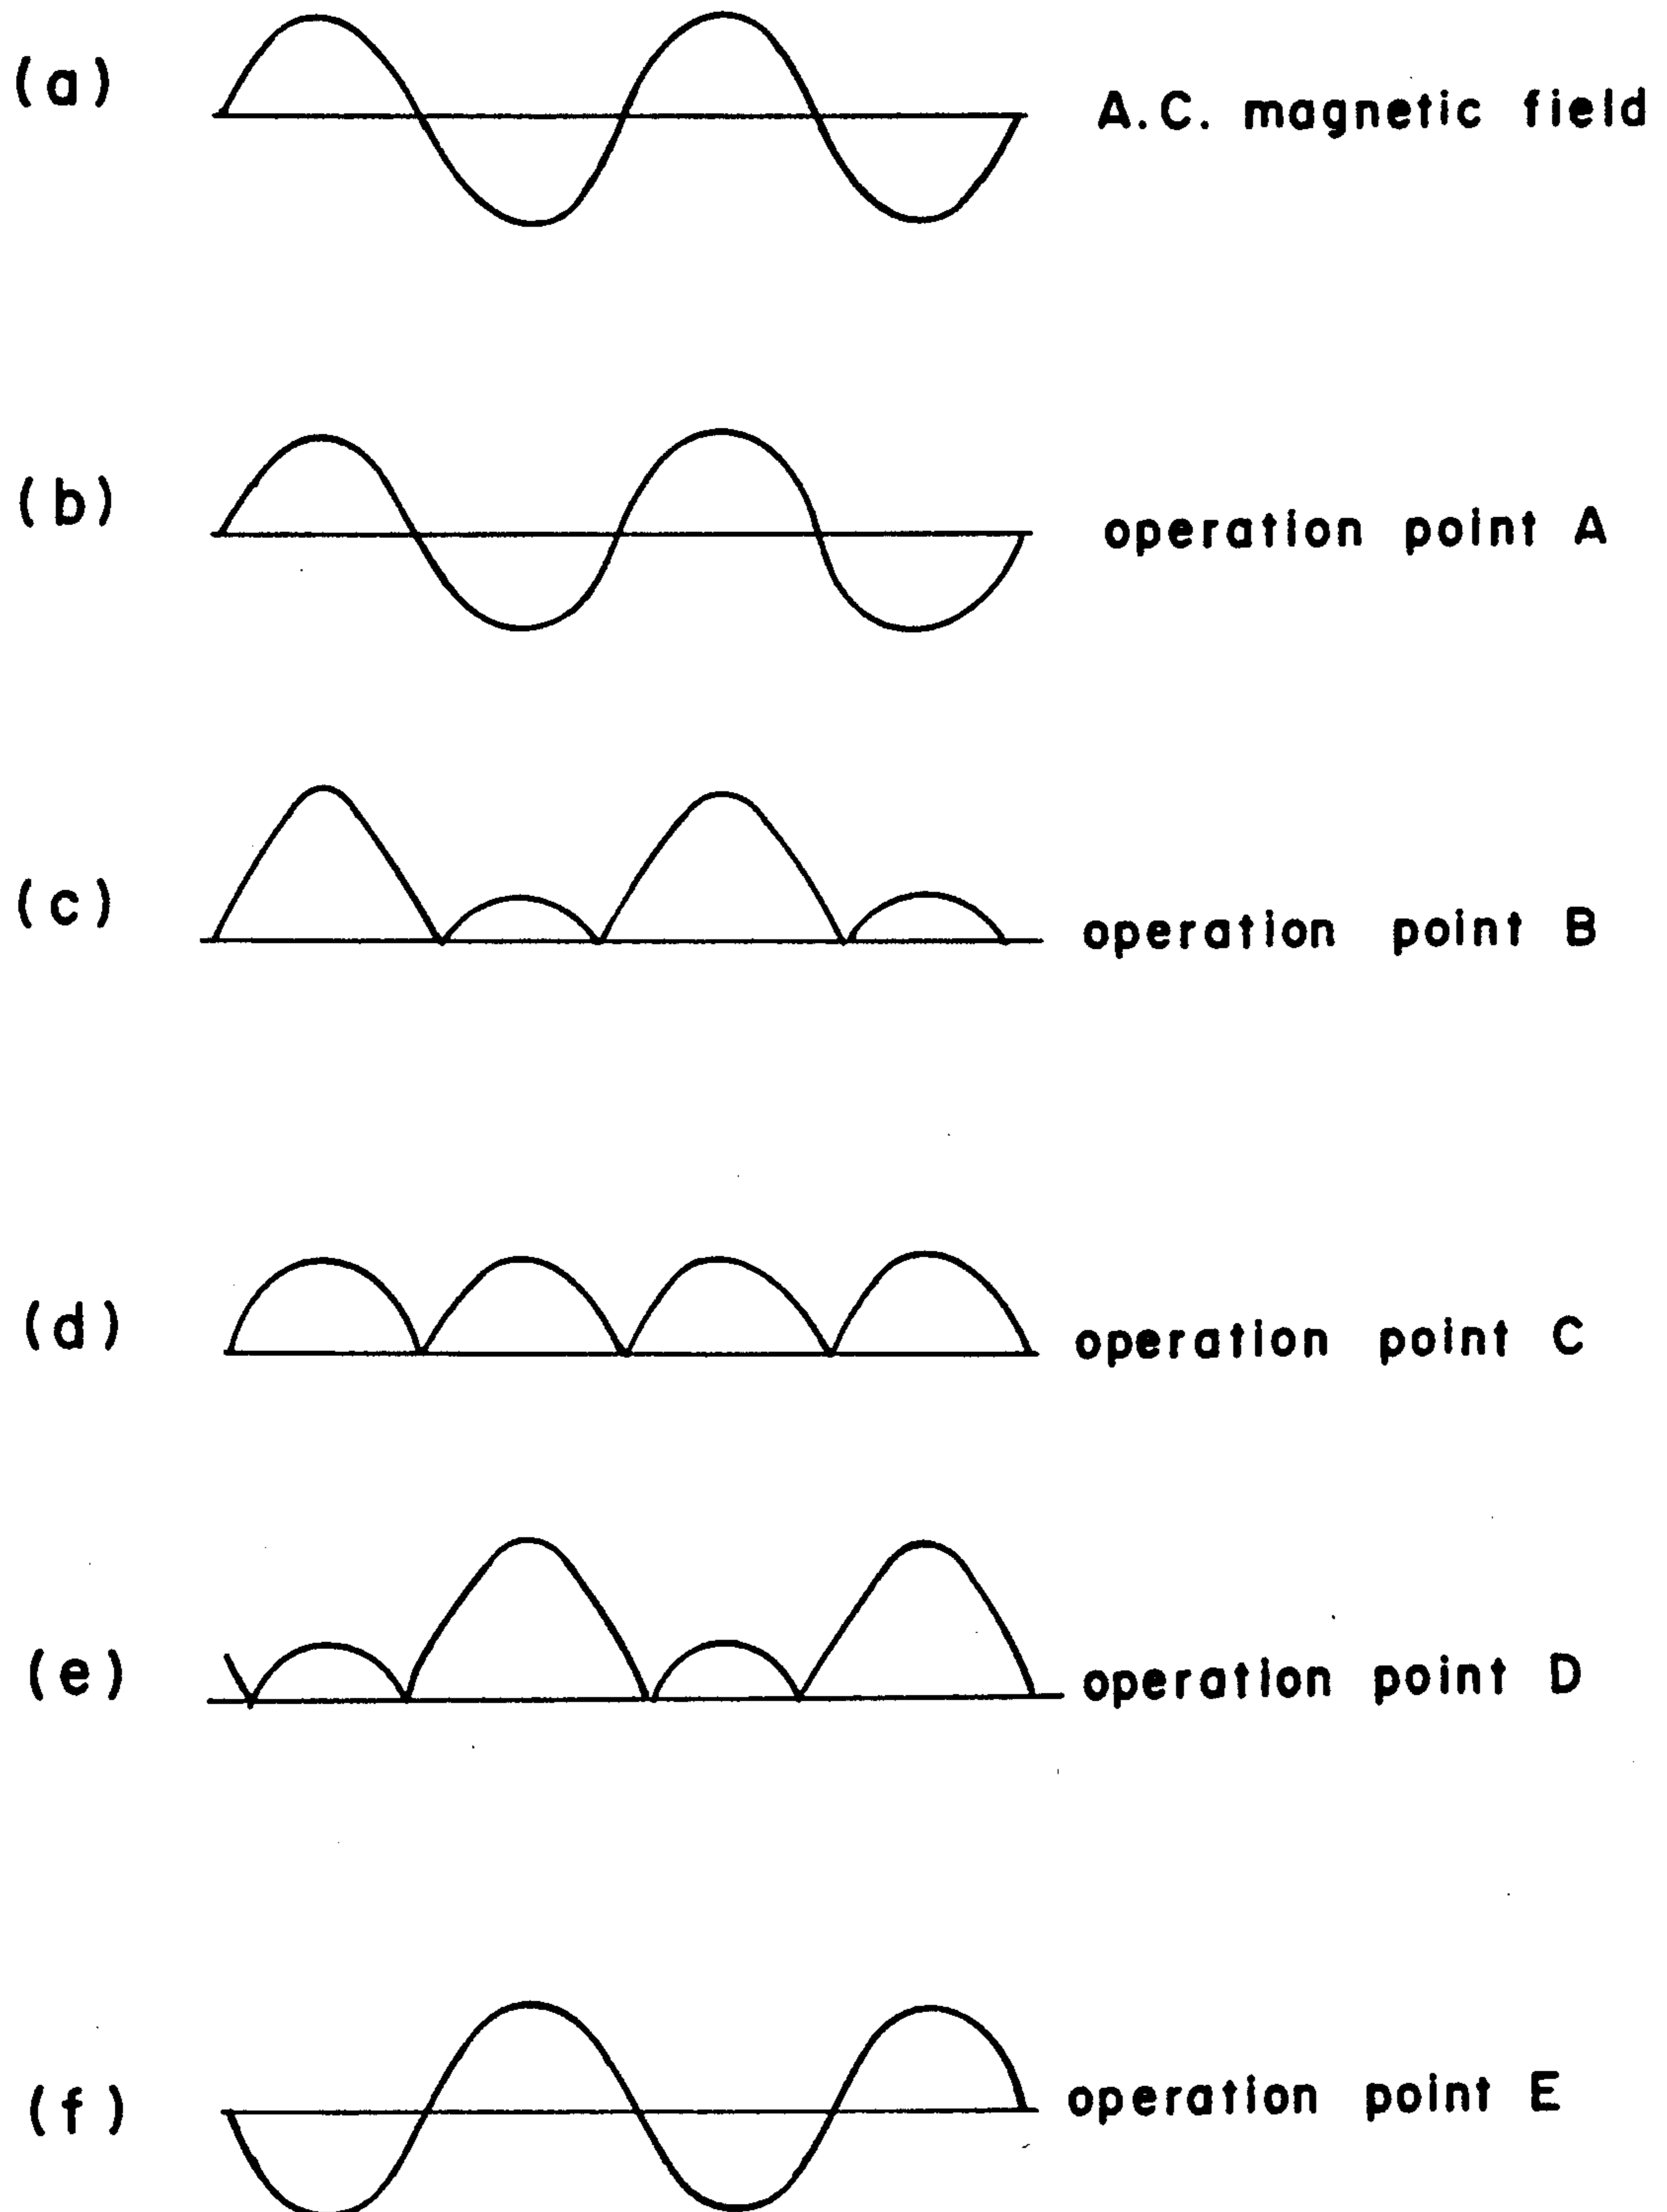 (a) A.C. magnetic field
(b) operation point A
(c) operation point B
(d) operation point C
(e) operation point D
(f) operation point E